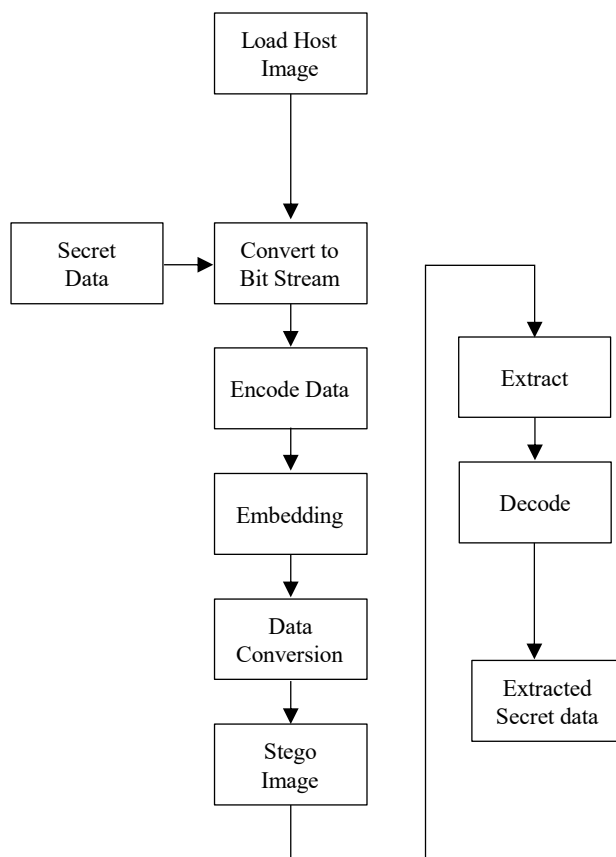 Load Host
Image
Secret
Data
Convert to
Bit Stream
Encode Data
Embedding
Data
Conversion
Stego
Image
Extract
Decode
Extracted
Secret data